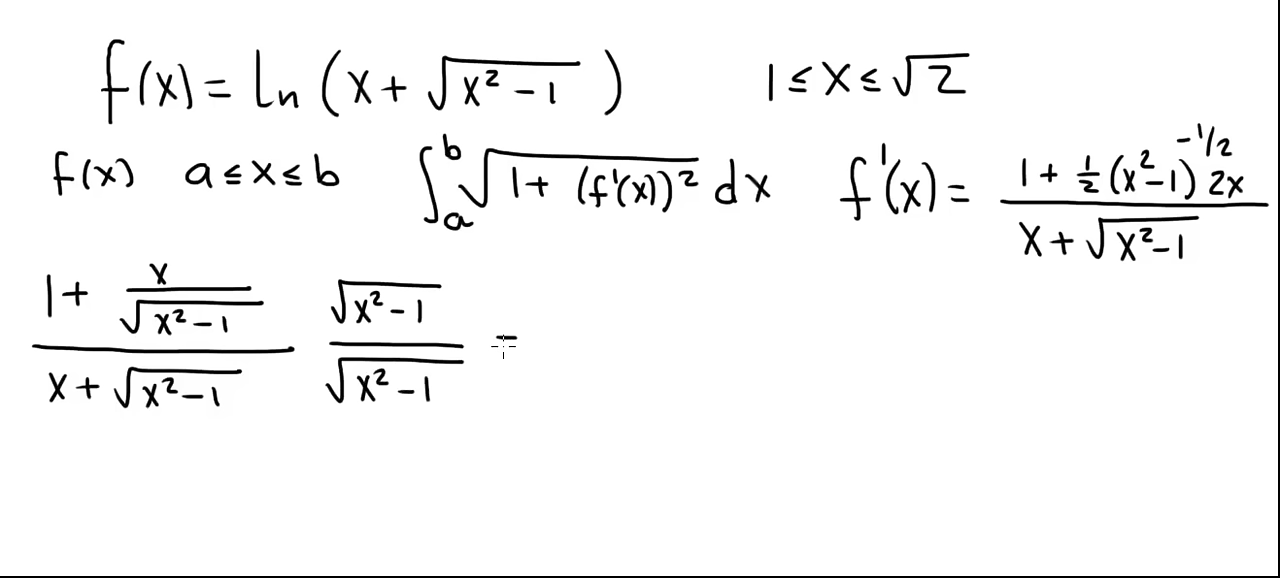 f(x) = ln (x + √(x² - 1)) 1 ≤ x ≤ √2
f(x) a ≤ x ≤ b ∫_a^b √(1 + (f'(x))²) dx f'(x) = (1 + ½(x² - 1)^(-1/2) 2x) / (x + √(x² - 1))
(1 + x/√(x² - 1)) / (x + √(x² - 1)) √(x² - 1) / √(x² - 1) =